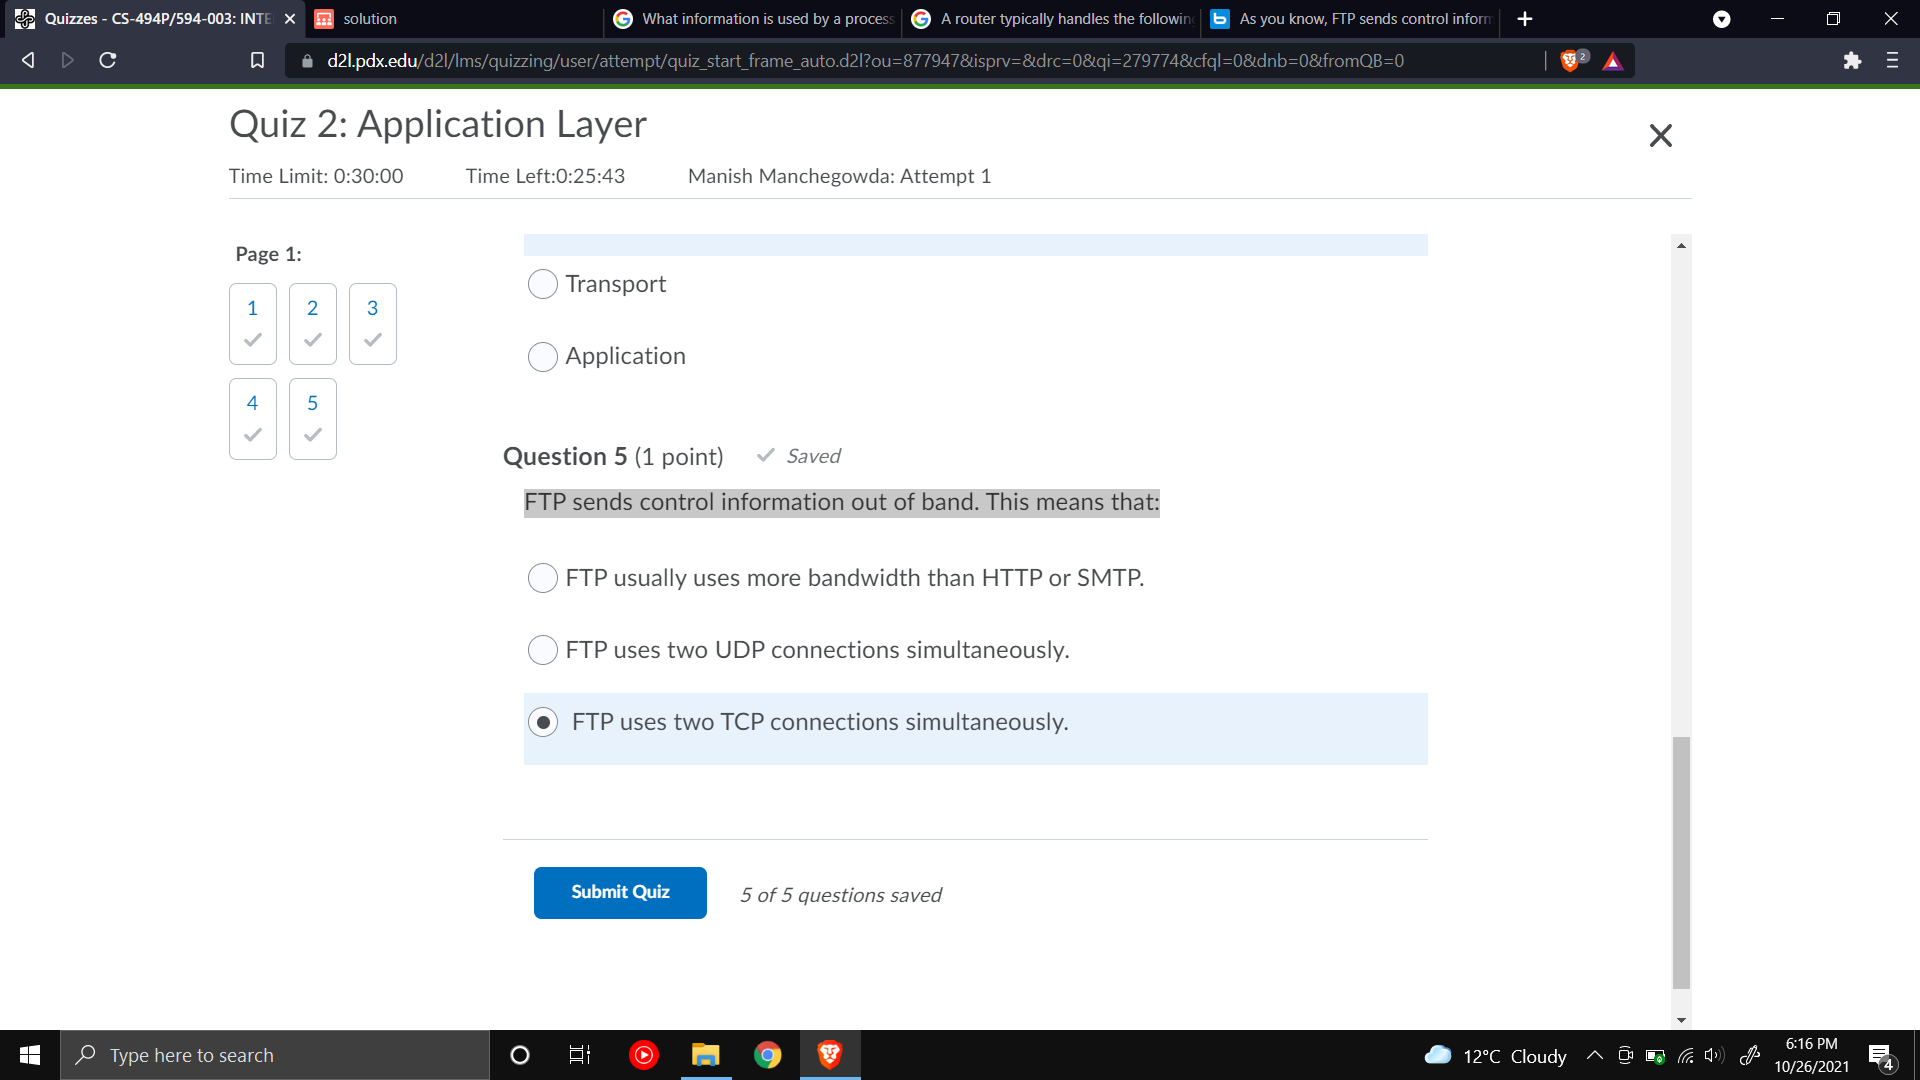 Quizzes - CS-494P/594-003: INTE
solution
What information is used by a process
A router typically handles the followin
As you know, FTP sends control inform
d2l.pdx.edu/d2l/lms/quizzing/user/attempt/quiz_start_frame_auto.d2l?ou=877947&isprv=&drc=0&qi=279774&cfql=0&dnb=0&fromQB=0
2
Quiz 2: Application Layer
Time Limit: 0:30:00 Time Left:0:25:43 Manish Manchegowda: Attempt 1
Page 1:
1 2 3
4 5
Transport
Application
Question 5 (1 point) Saved
FTP sends control information out of band. This means that:
FTP usually uses more bandwidth than HTTP or SMTP.
FTP uses two UDP connections simultaneously.
FTP uses two TCP connections simultaneously.
Submit Quiz 5 of 5 questions saved
Type here to search
12°C Cloudy
6:16 PM
10/26/2021
4